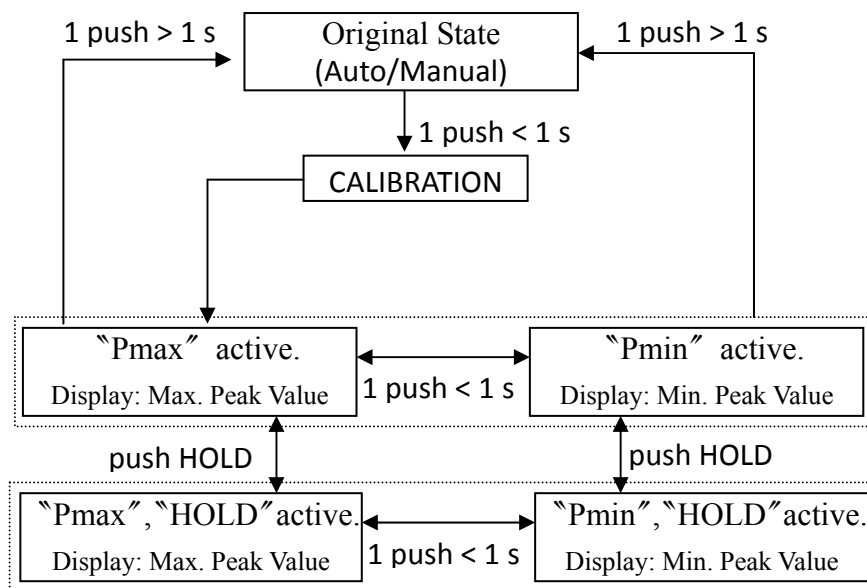 1 push > 1 s
Original State
(Auto/Manual)
1 push > 1 s
1 push < 1 s
CALIBRATION
〝Pmax〞 active.
Display: Max. Peak Value
1 push < 1 s
〝Pmin〞 active.
Display: Min. Peak Value
push HOLD
push HOLD
〝Pmax〞,〝HOLD〞active.
Display: Max. Peak Value
1 push < 1 s
〝Pmin〞,〝HOLD〞active.
Display: Min. Peak Value